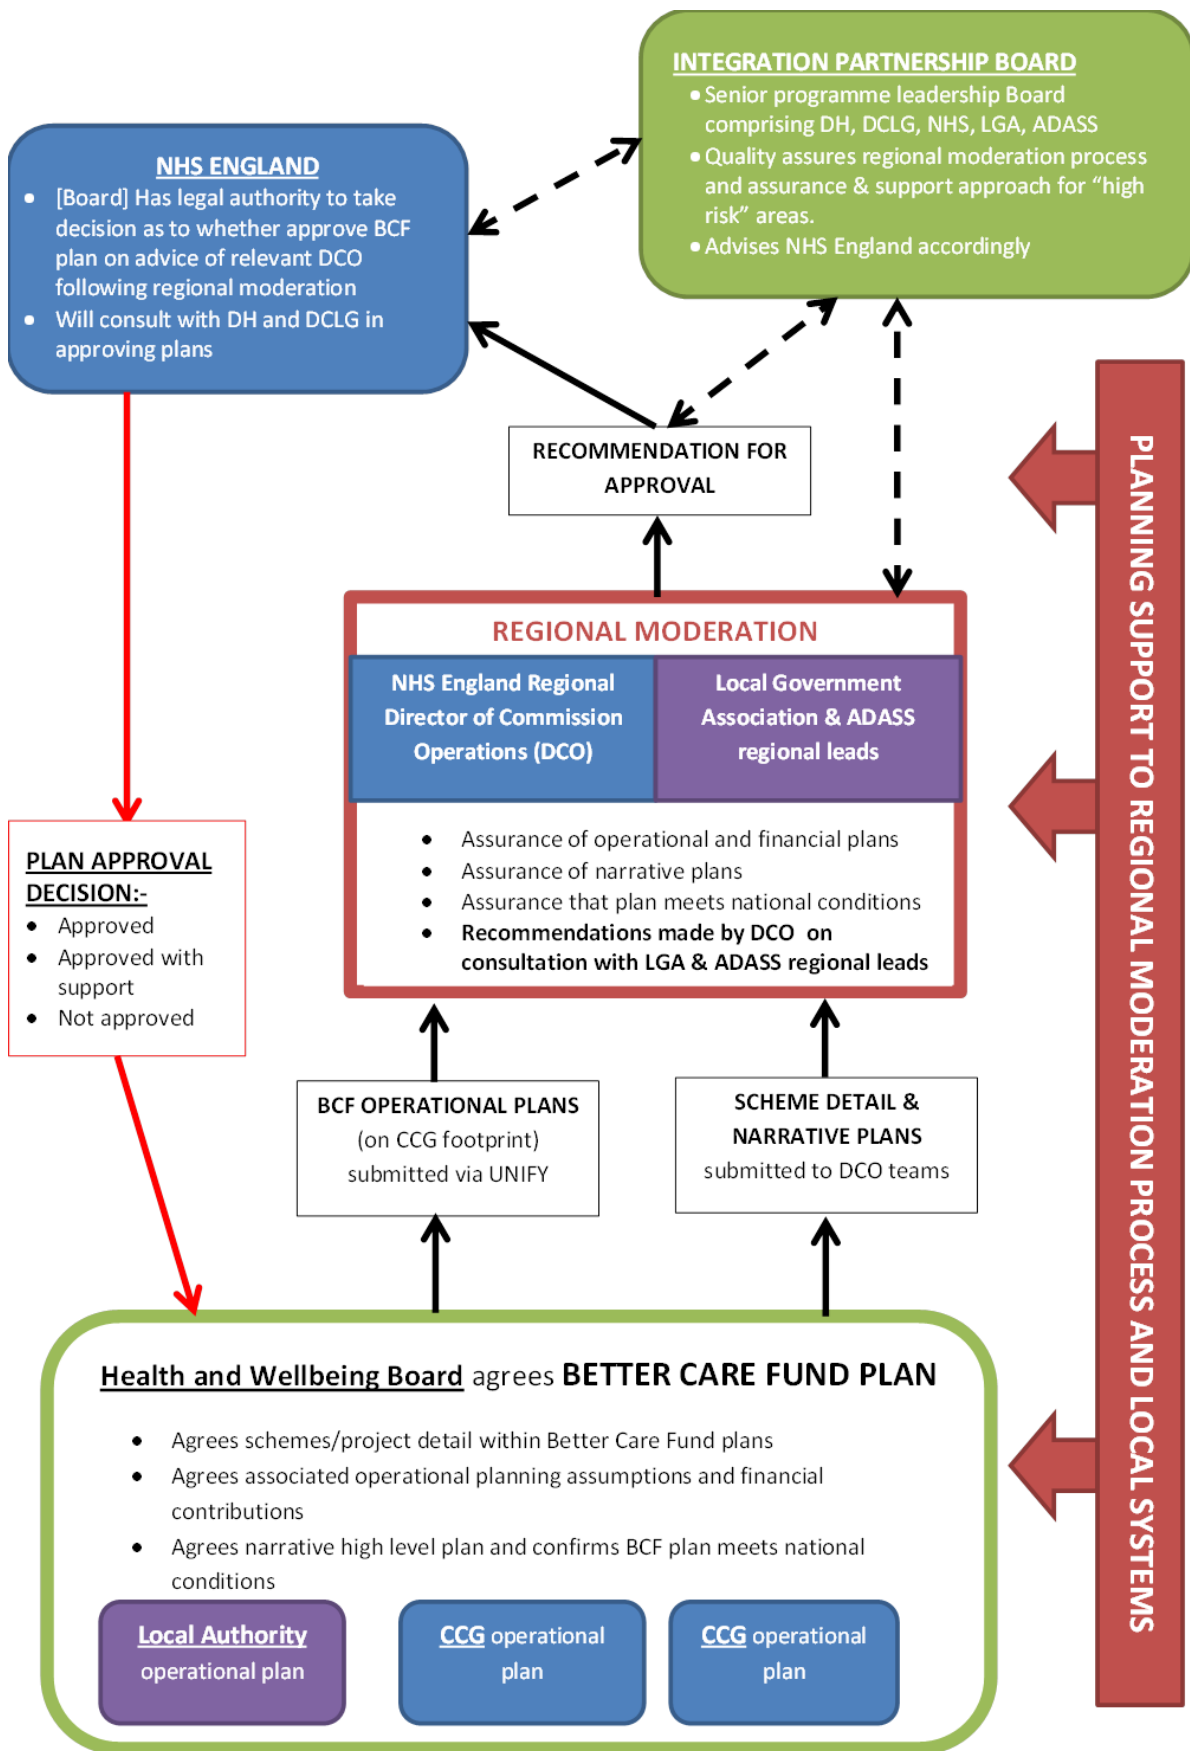 INTEGRATION PARTNERSHIP BOARD
• Senior programme leadership Board
comprising DH, DCLG, NHS, LGA, ADASS
• Quality assures regional moderation process
and assurance & support approach for “high
risk” areas.
• Advises NHS England accordingly
NHS ENGLAND
• [Board] Has legal authority to take
decision as to whether approve BCF
plan on advice of relevant DCO
following regional moderation
• Will consult with DH and DCLG in
approving plans
RECOMMENDATION FOR
APPROVAL
REGIONAL MODERATION
NHS England Regional
Director of Commission
Operations (DCO)
Local Government
Association & ADASS
regional leads
• Assurance of operational and financial plans
• Assurance of narrative plans
• Assurance that plan meets national conditions
• Recommendations made by DCO on
consultation with LGA & ADASS regional leads
PLAN APPROVAL
DECISION:-
• Approved
• Approved with
support
• Not approved
BCF OPERATIONAL PLANS
(on CCG footprint)
submitted via UNIFY
SCHEME DETAIL &
NARRATIVE PLANS
submitted to DCO teams
Health and Wellbeing Board agrees BETTER CARE FUND PLAN
• Agrees schemes/project detail within Better Care Fund plans
• Agrees associated operational planning assumptions and financial
contributions
• Agrees narrative high level plan and confirms BCF plan meets national
conditions
Local Authority
operational plan
CCG operational
plan
CCG operational
plan
PLANNING SUPPORT TO REGIONAL MODERATION PROCESS AND LOCAL SYSTEMS